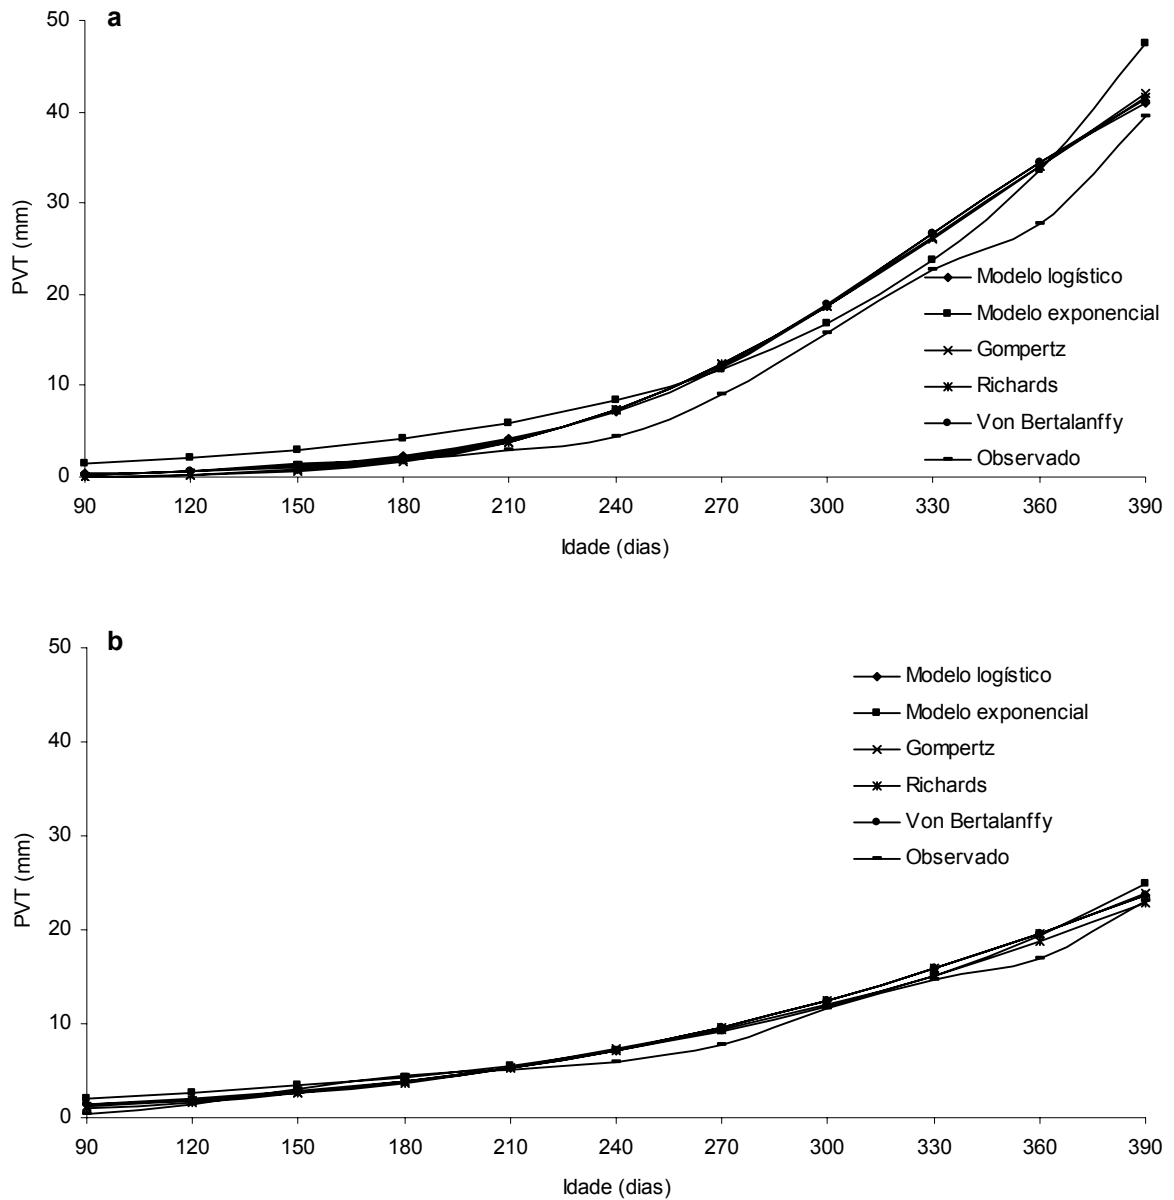 a
50
40
30
20
10
0
PVT (mm)
90 120 150 180 210 240 270 300 330 360 390
Idade (dias)
Modelo logístico
Modelo exponencial
Gompertz
Richards
Von Bertalanffy
Observado
b
50
40
30
20
10
0
PVT (mm)
90 120 150 180 210 240 270 300 330 360 390
Idade (dias)
Modelo logístico
Modelo exponencial
Gompertz
Richards
Von Bertalanffy
Observado